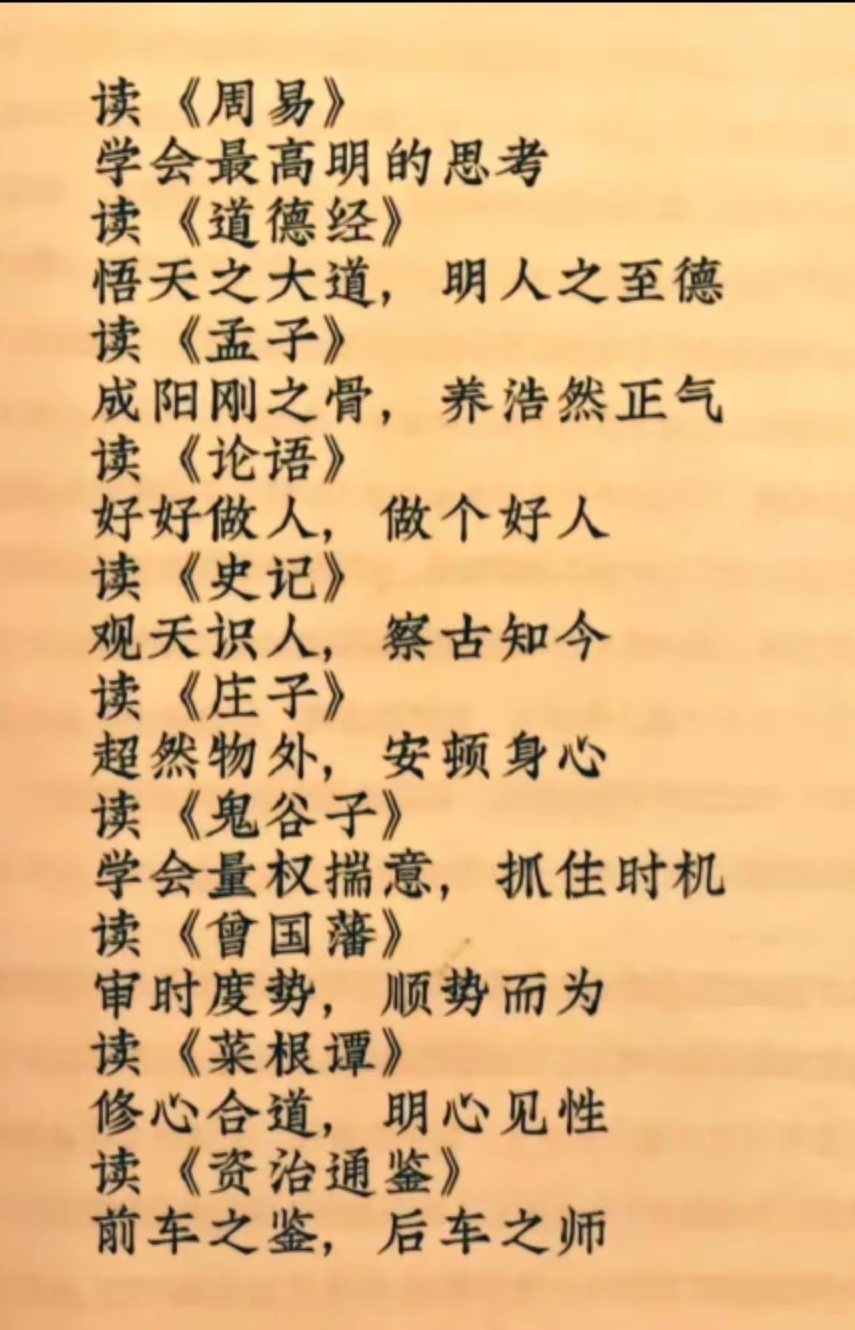 读《周易》
学会最高明的思考
读《道德经》
悟天之大道，明人之至德
读《孟子》
成阳刚之骨，养浩然正气
读《论语》
好好做人，做个好人
读《史记》
观天识人，察古知今
读《庄子》
超然物外，安顿身心
读《鬼谷子》
学会量权揣意，抓住时机
读《曾国藩》
审时度势，顺势而为
读《菜根谭》
修心合道，明心见性
读《资治通鉴》
前车之鉴，后车之师